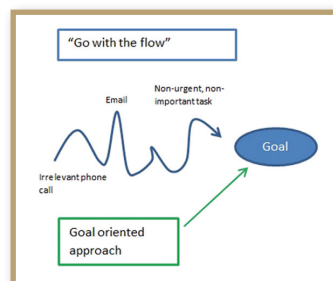 “Go with the flow”
Email
Non-urgent, non-
important task
Goal
Irrelevant phone
call
Goal oriented
approach